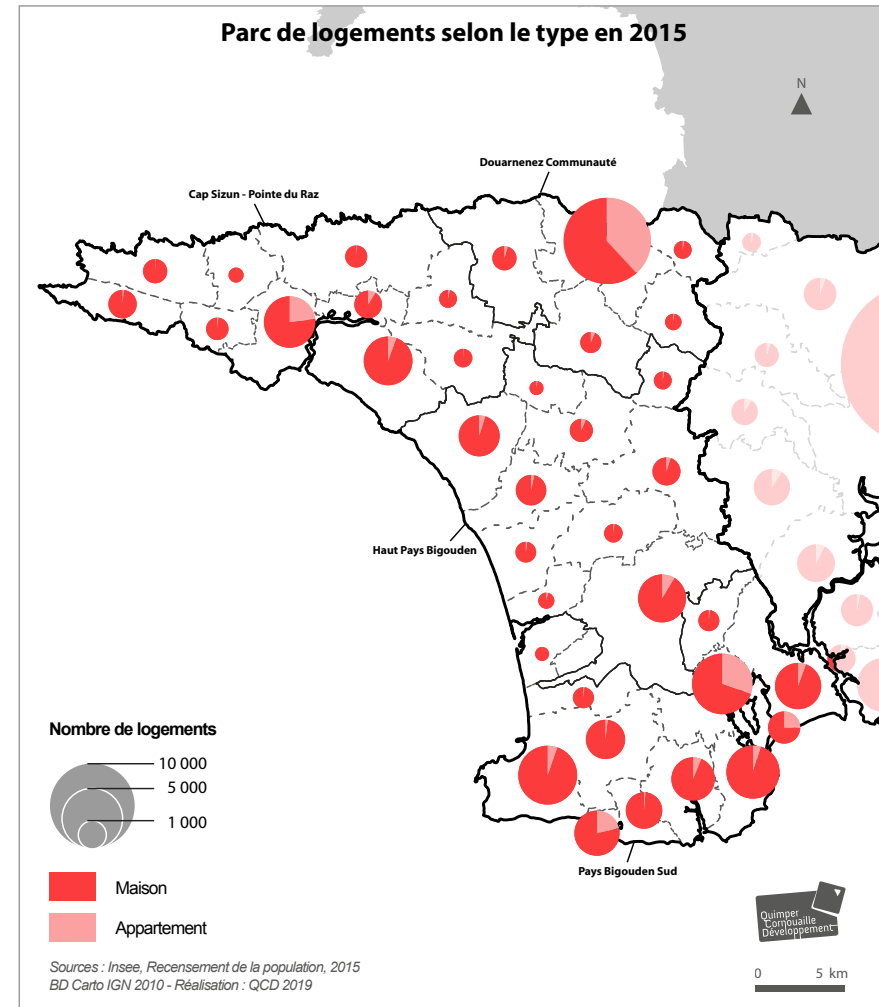 Parc de logements selon le type en 2015
N
Douarnenez Communauté
Cap Sizun - Pointe du Raz
Haut Pays Bigouden
Pays Bigouden Sud
Nombre de logements
10 000
5 000
1 000
Maison
Appartement
Sources : Insee, Recensement de la population, 2015
BD Carto IGN 2010 - Réalisation : QCD 2019
Quimper
Cornouaille
Développement
0 5 km